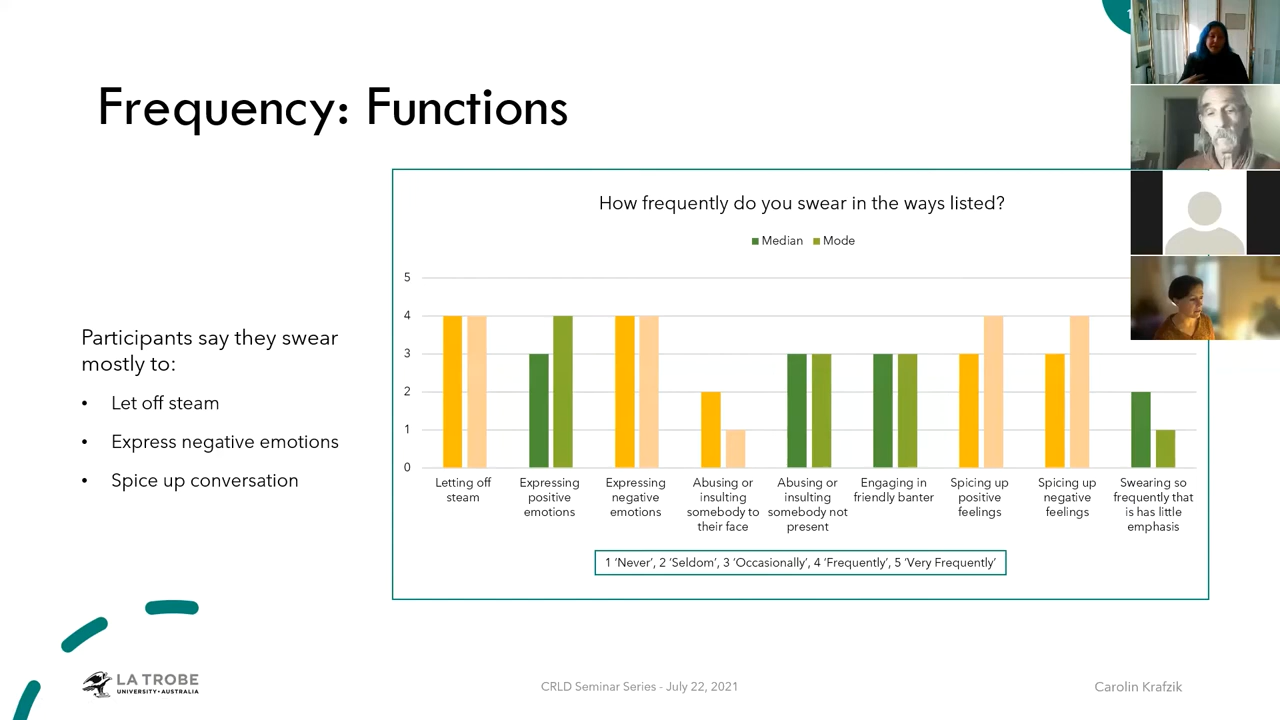 Frequency: Functions
Participants say they swear
mostly to:
• Let off steam
• Express negative emotions
• Spice up conversation
How frequently do you swear in the ways listed?
Median Mode
5
4
3
2
1
0
Letting off
steam
Expressing
positive
emotions
Expressing
negative
emotions
Abusing or
insulting
somebody to
their face
Abusing or
insulting
somebody not
present
Engaging in
friendly banter
Spicing up
positive
feelings
Spicing up
negative
feelings
Swearing so
frequently that
is has little
emphasis
1 ‘Never’, 2 ‘Seldom’, 3 ‘Occasionally’, 4 ‘Frequently’, 5 ‘Very Frequently’
LA TROBE
UNIVERSITY • AUSTRALIA
CRLD Seminar Series - July 22, 2021
Carolin Krafzik